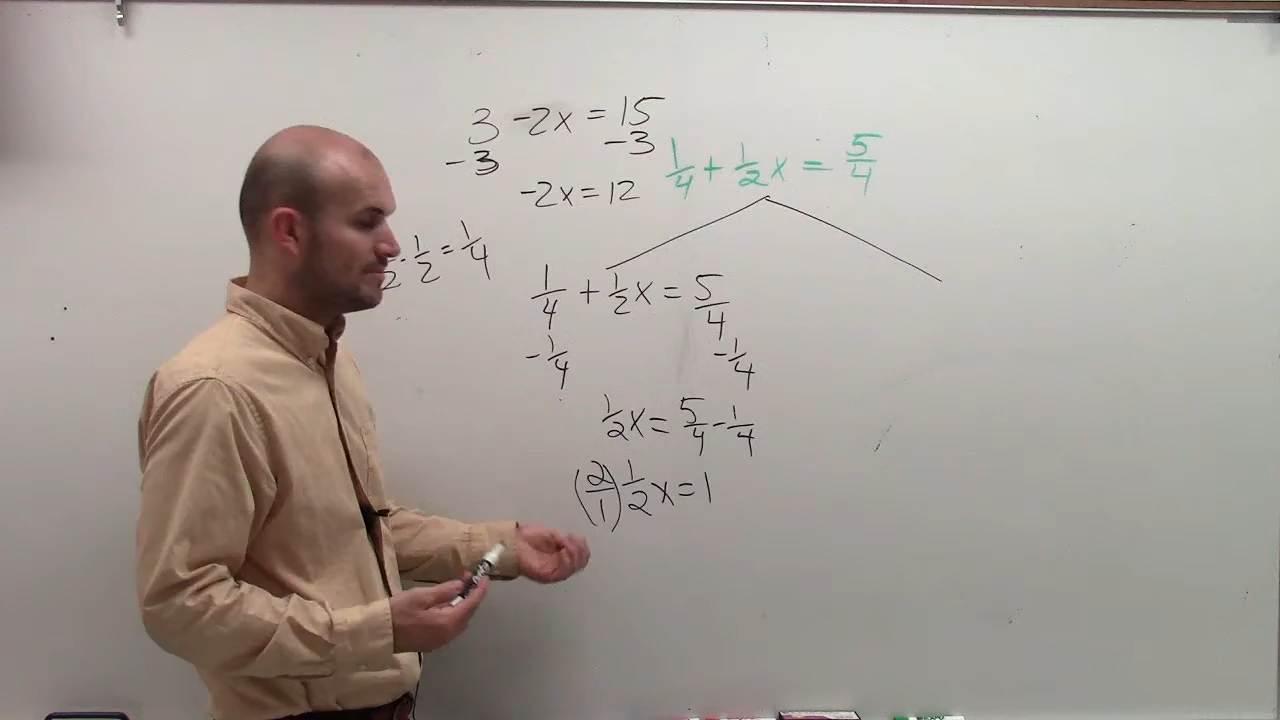 3 -2x = 15
-3 -3
-2x = 12
1/4 + 1/2x = 5/4
2 · 1/2 = 1/4
1/4 + 1/2x = 5/4
-1/4 -1/4
1/2x = 5/4 - 1/4
(2/1) 1/2x = 1